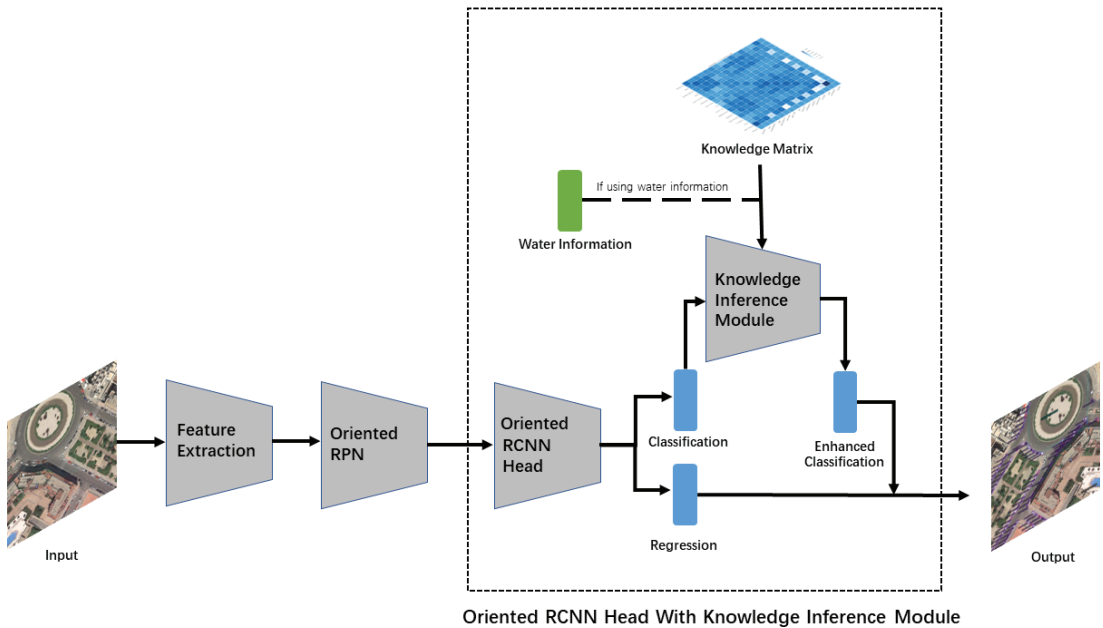 Knowledge Matrix
If using water information
Water Information
Knowledge
Inference
Module
Feature
Extraction
Oriented
RPN
Oriented
RCNN
Head
Classification
Enhanced
Classification
Regression
Input
Output
Oriented RCNN Head With Knowledge Inference Module